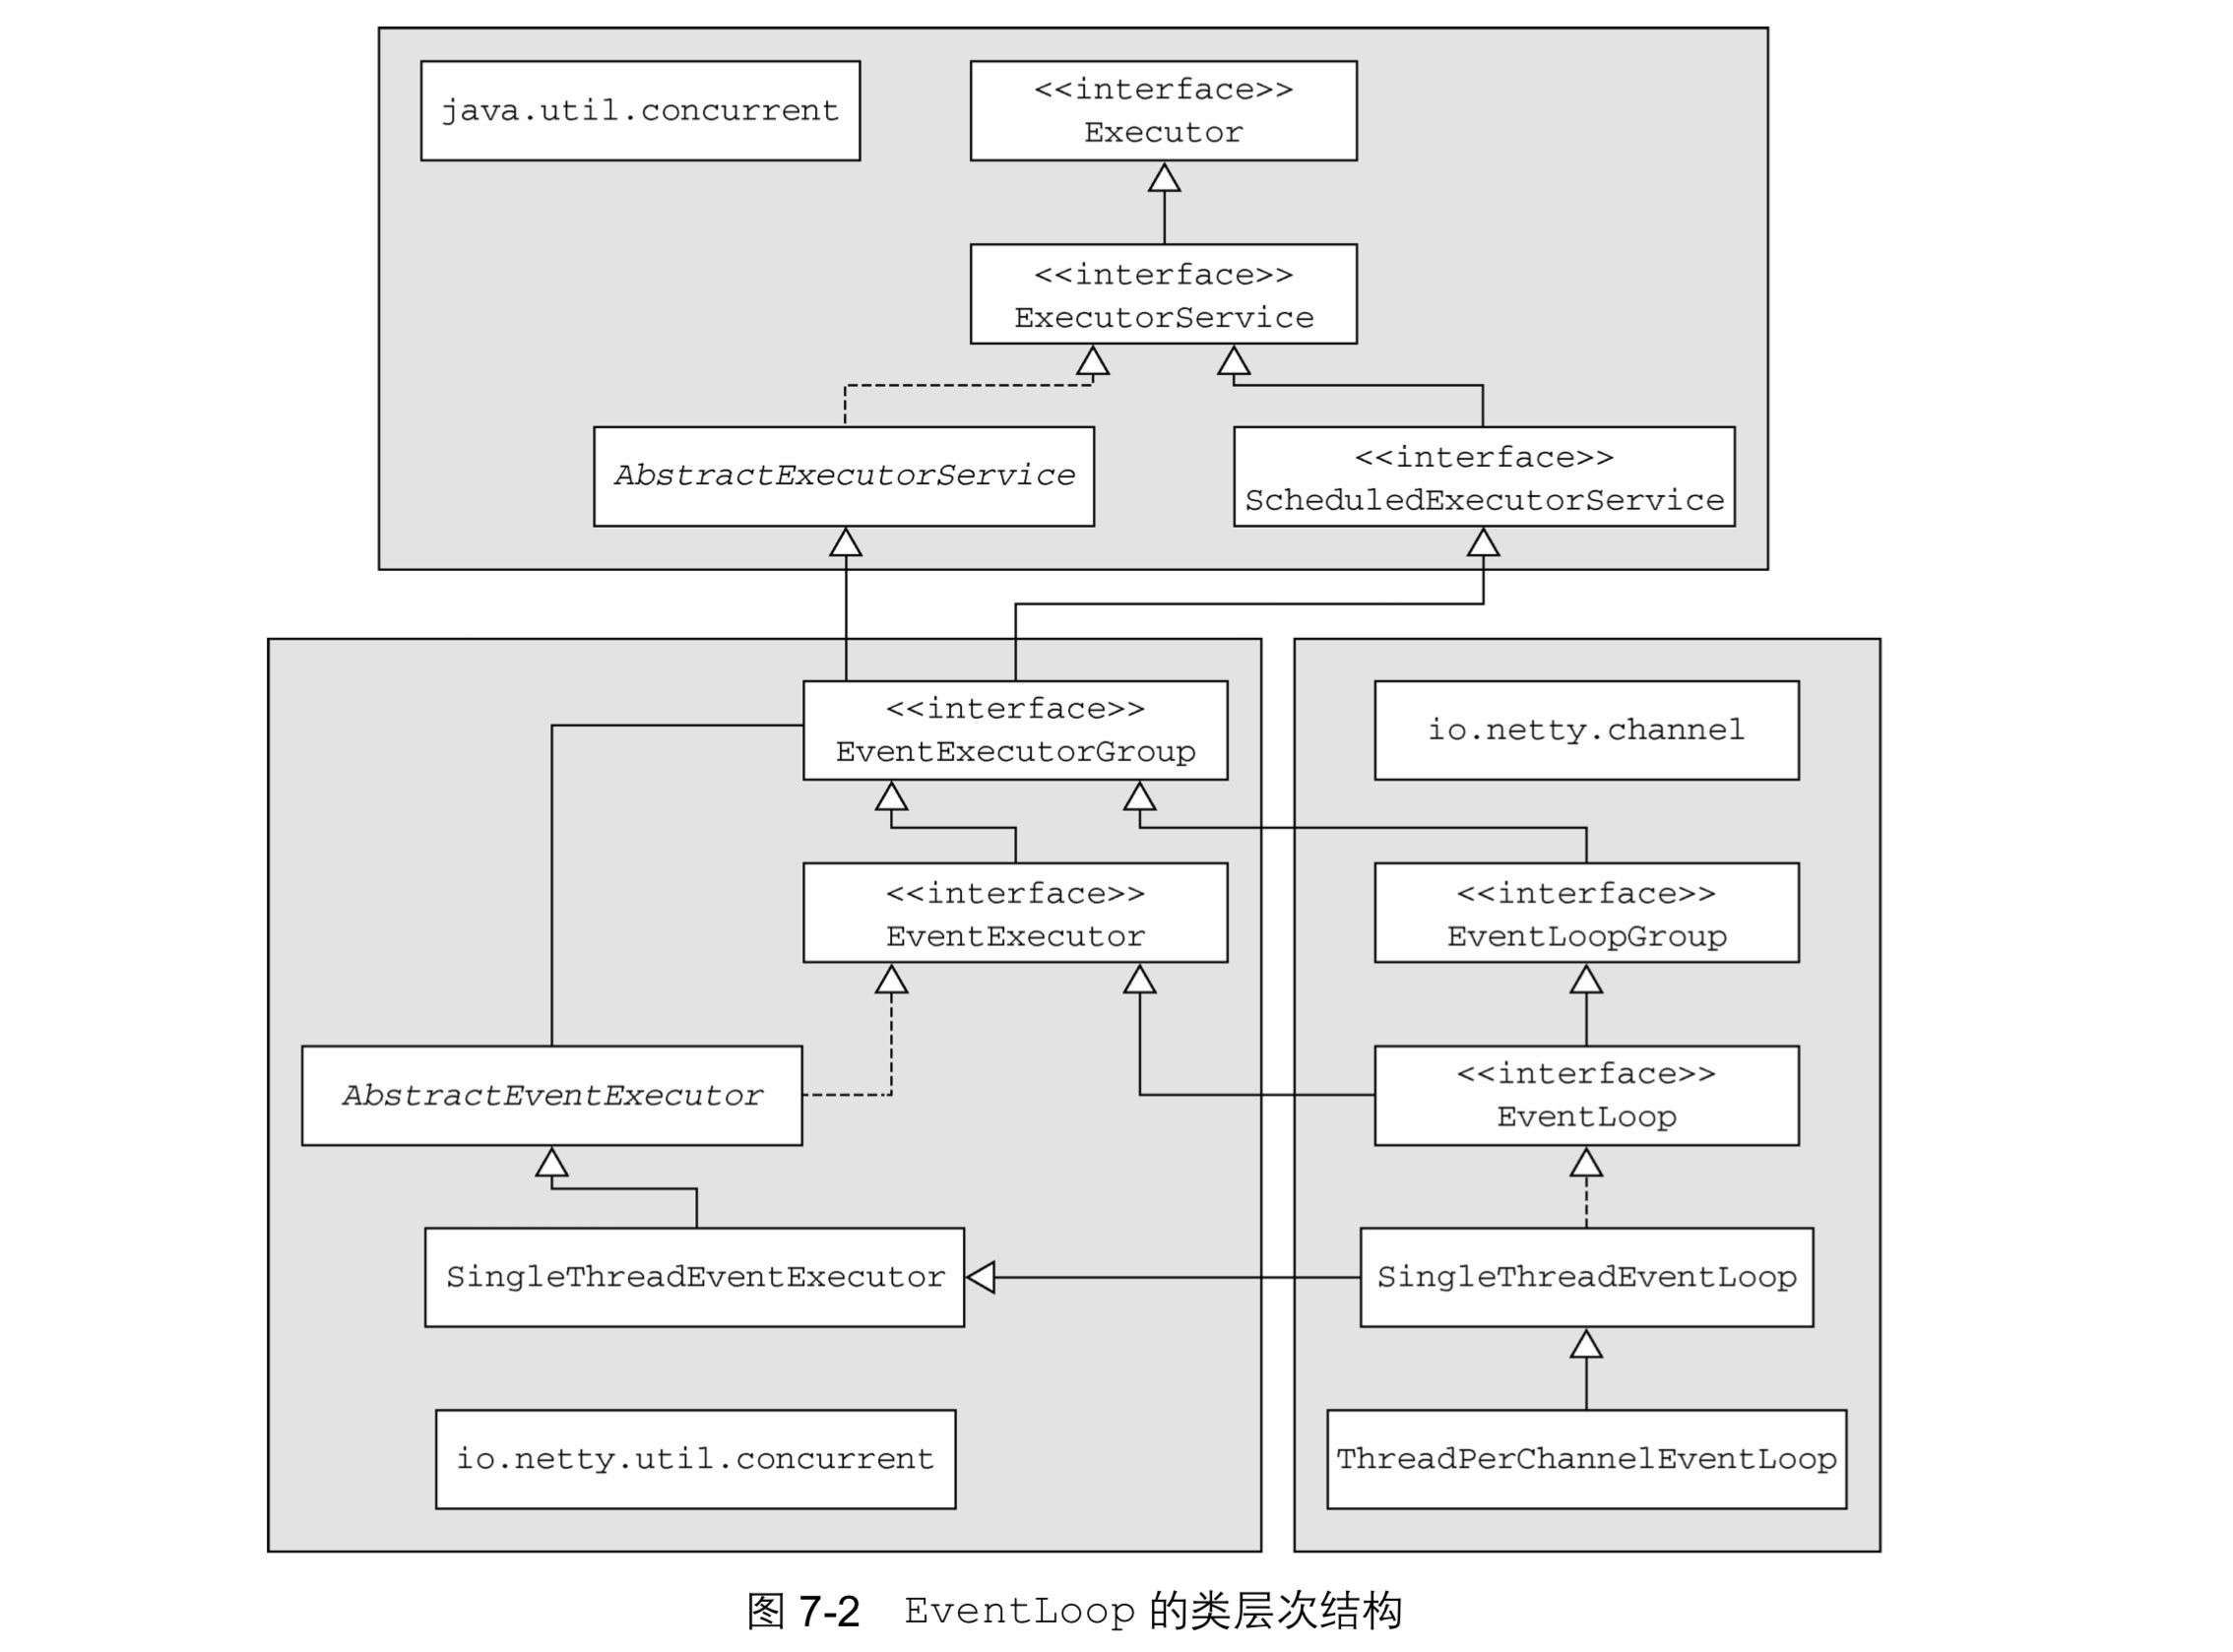 java.util.concurrent
<<interface>>
Executor
<<interface>>
ExecutorService
AbstractExecutorService
<<interface>>
ScheduledExecutorService
<<interface>>
EventExecutorGroup
io.netty.channel
<<interface>>
EventExecutor
<<interface>>
EventLoopGroup
AbstractEventExecutor
<<interface>>
EventLoop
SingleThreadEventExecutor
SingleThreadEventLoop
io.netty.util.concurrent
ThreadPerChannelEventLoop
图 7-2 EventLoop 的类层次结构